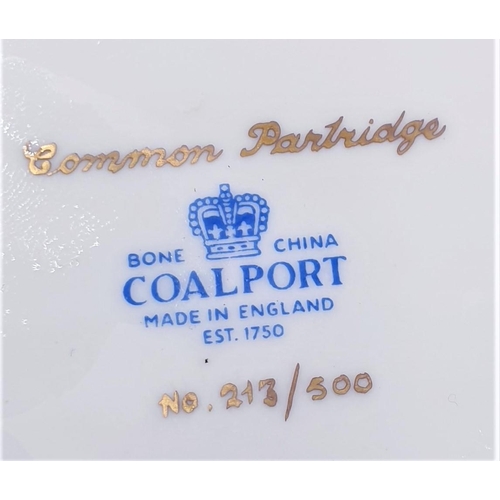 Common Partridge
BONE CHINA
COALPORT
MADE IN ENGLAND
EST. 1750
NO. 213/500